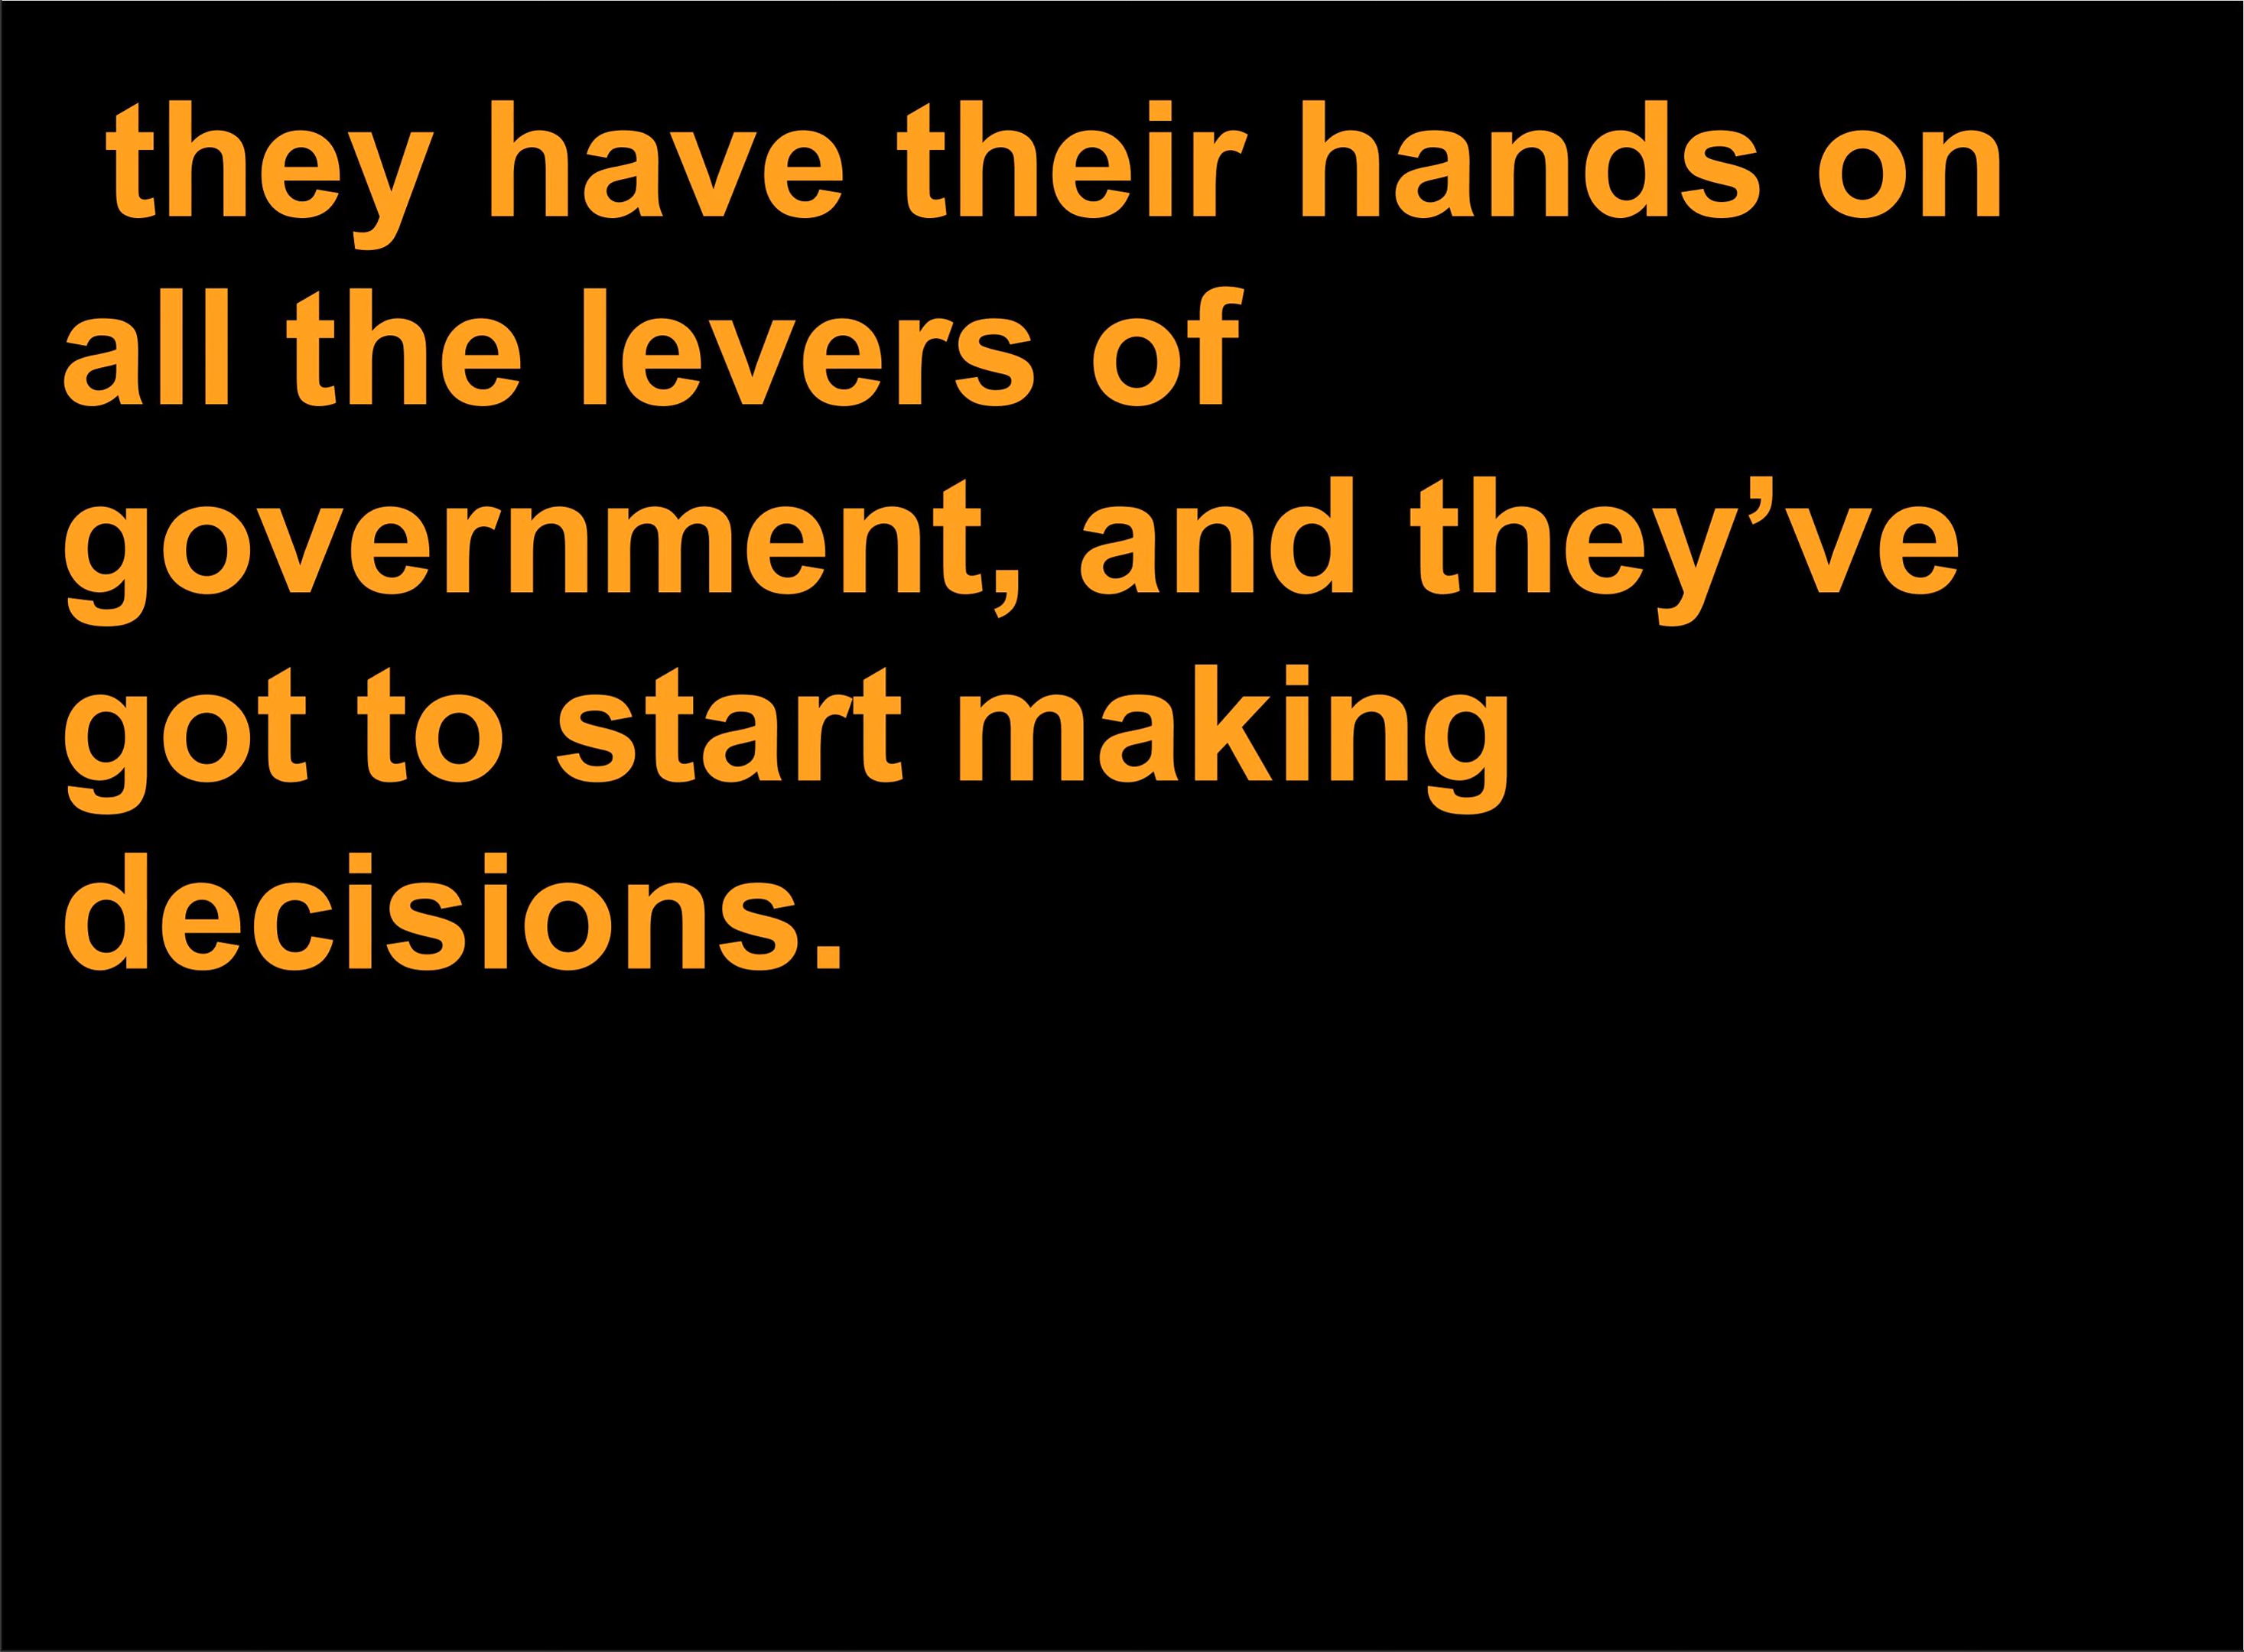 they have their hands on
all the levers of
government, and they’ve
got to start making
decisions.